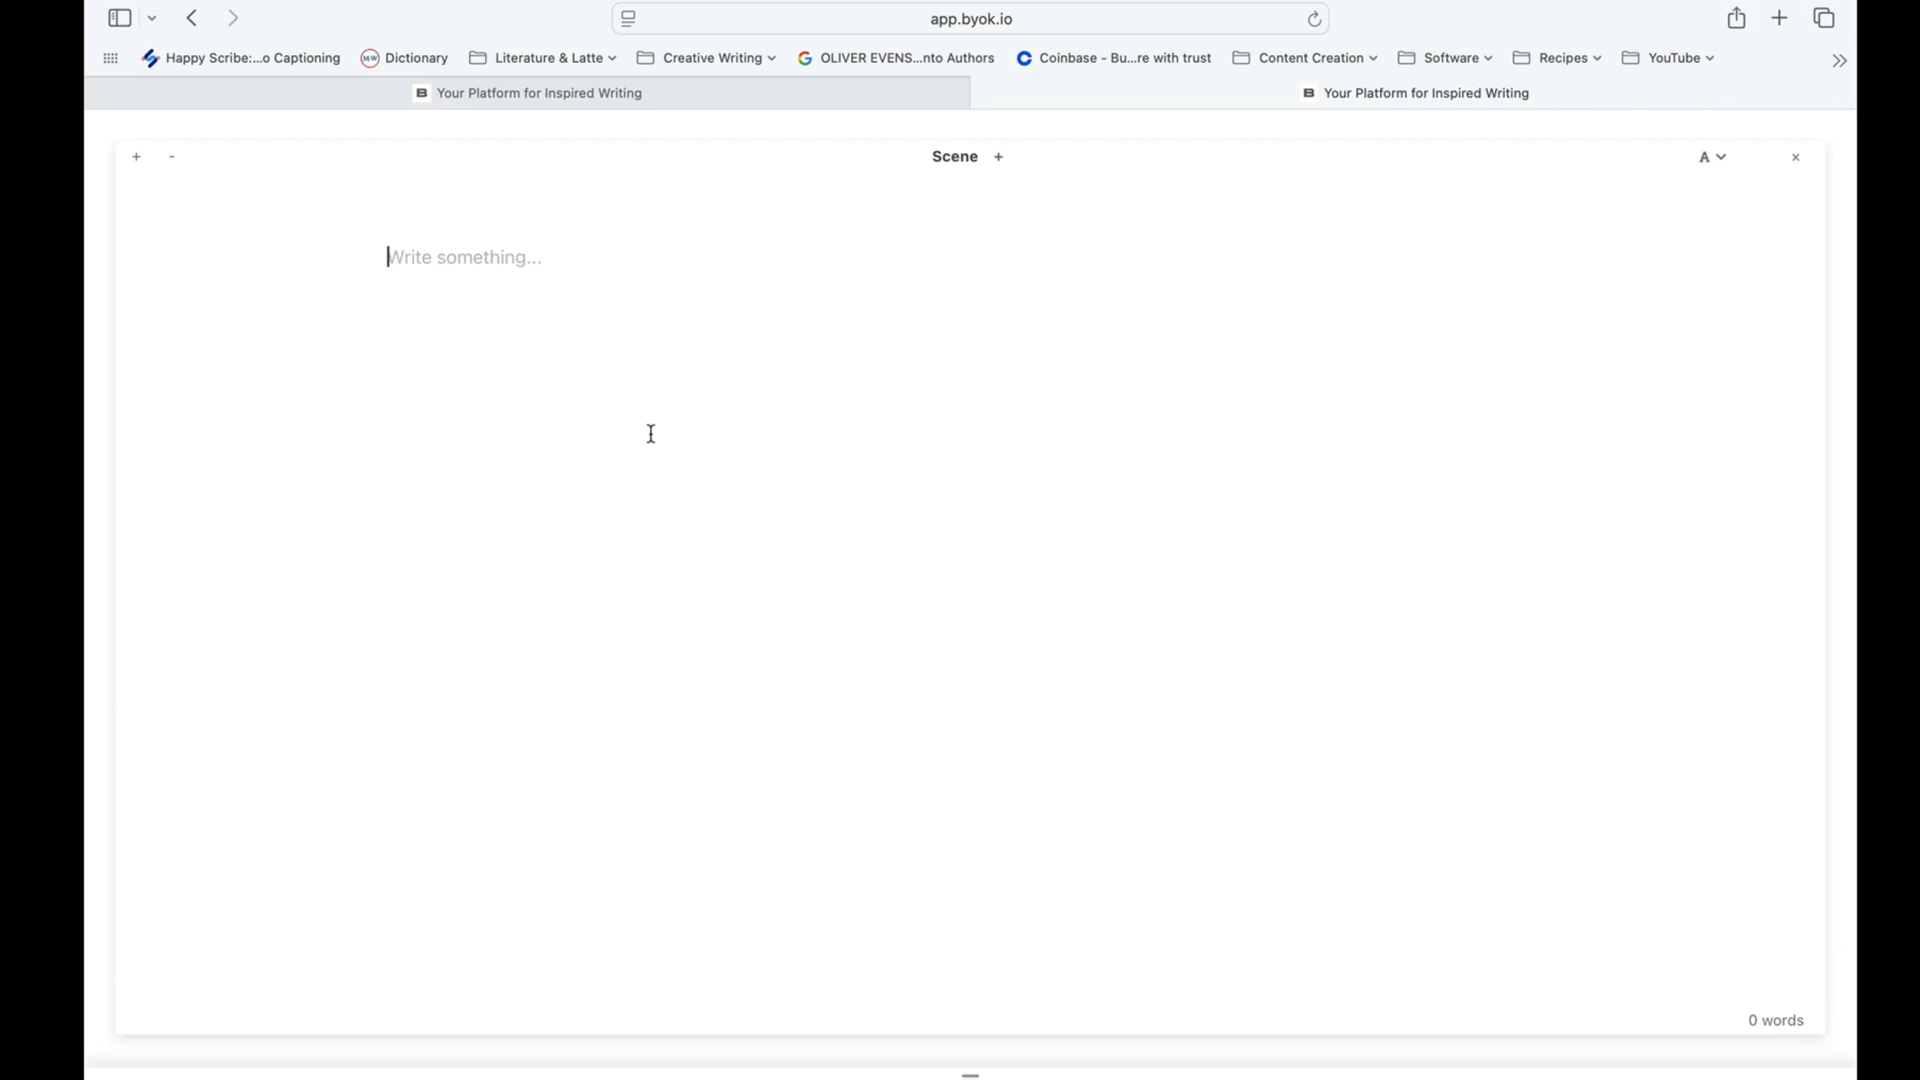 app.byok.io
Happy Scribe:...o Captioning
Dictionary
Literature & Latte
Creative Writing
OLIVER EVENS...nto Authors
Coinbase - Bu...re with trust
Content Creation
Software
Recipes
YouTube
B Your Platform for Inspired Writing
B Your Platform for Inspired Writing
+ -
Scene +
A
×
Write something...
0 words